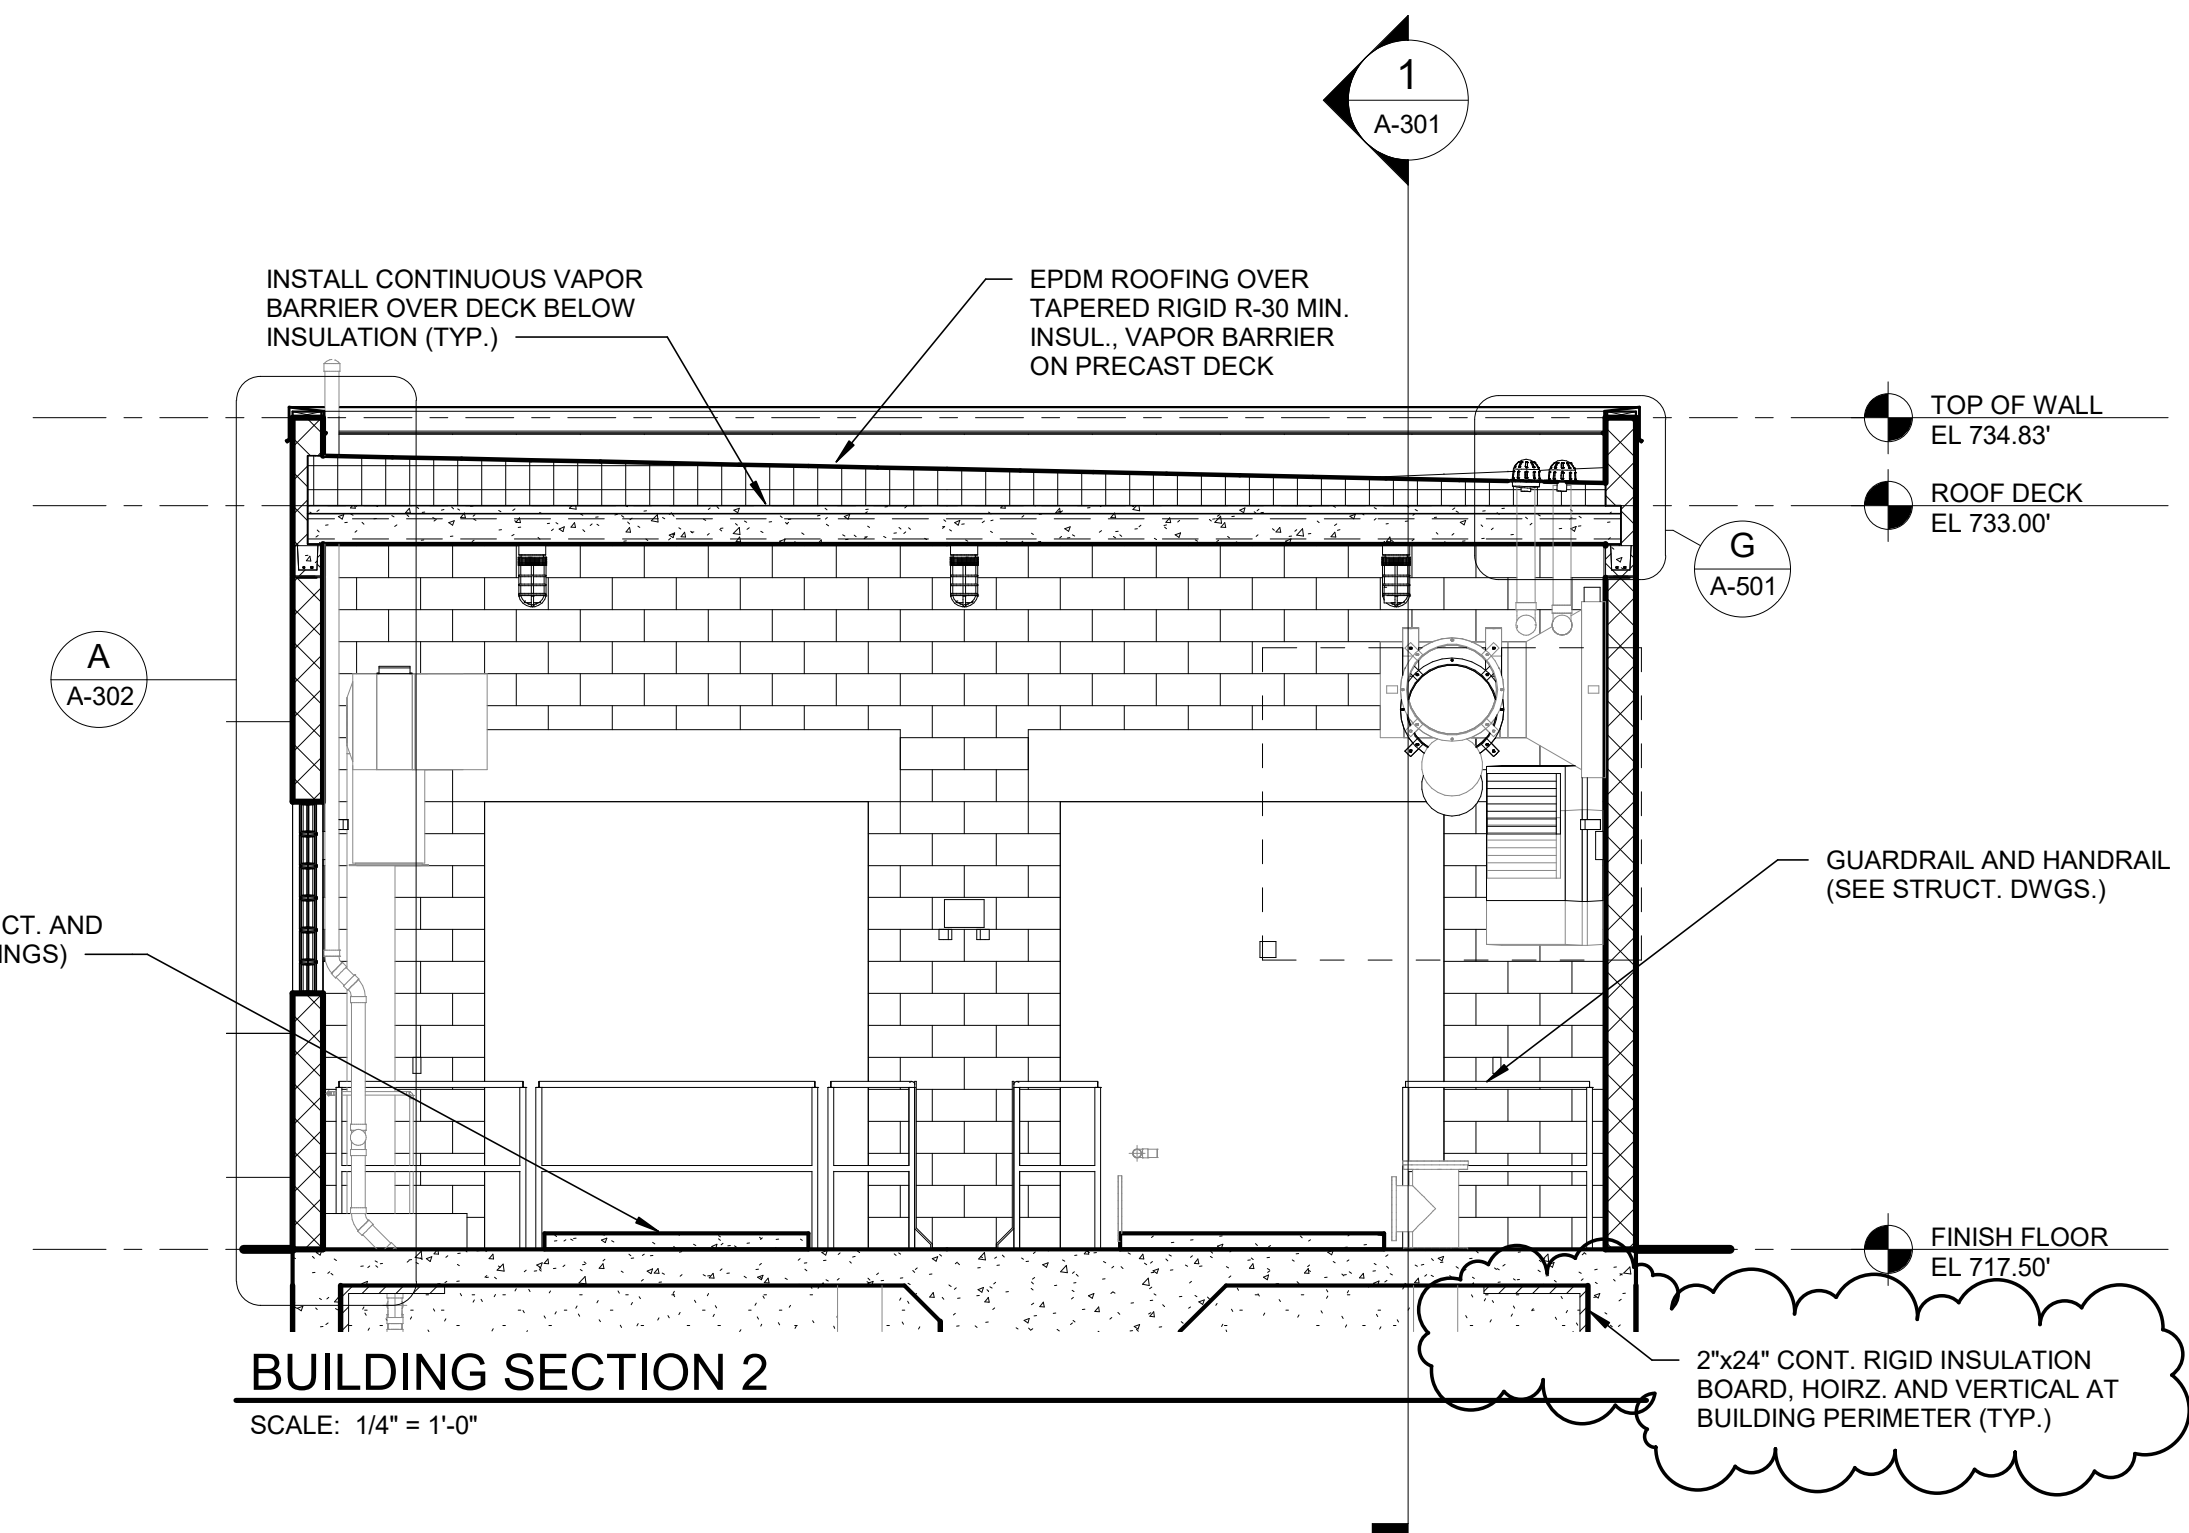 1
A-301
INSTALL CONTINUOUS VAPOR
BARRIER OVER DECK BELOW
INSULATION (TYP.)
EPDM ROOFING OVER
TAPERED RIGID R-30 MIN.
INSUL., VAPOR BARRIER
ON PRECAST DECK
TOP OF WALL
EL 734.83'
ROOF DECK
EL 733.00'
G
A-501
A
A-302
GUARDRAIL AND HANDRAIL
(SEE STRUCT. DWGS.)
CT. AND
INGS)
FINISH FLOOR
EL 717.50'
2"x24" CONT. RIGID INSULATION
BOARD, HOIRZ. AND VERTICAL AT
BUILDING PERIMETER (TYP.)
BUILDING SECTION 2
SCALE: 1/4" = 1'-0"